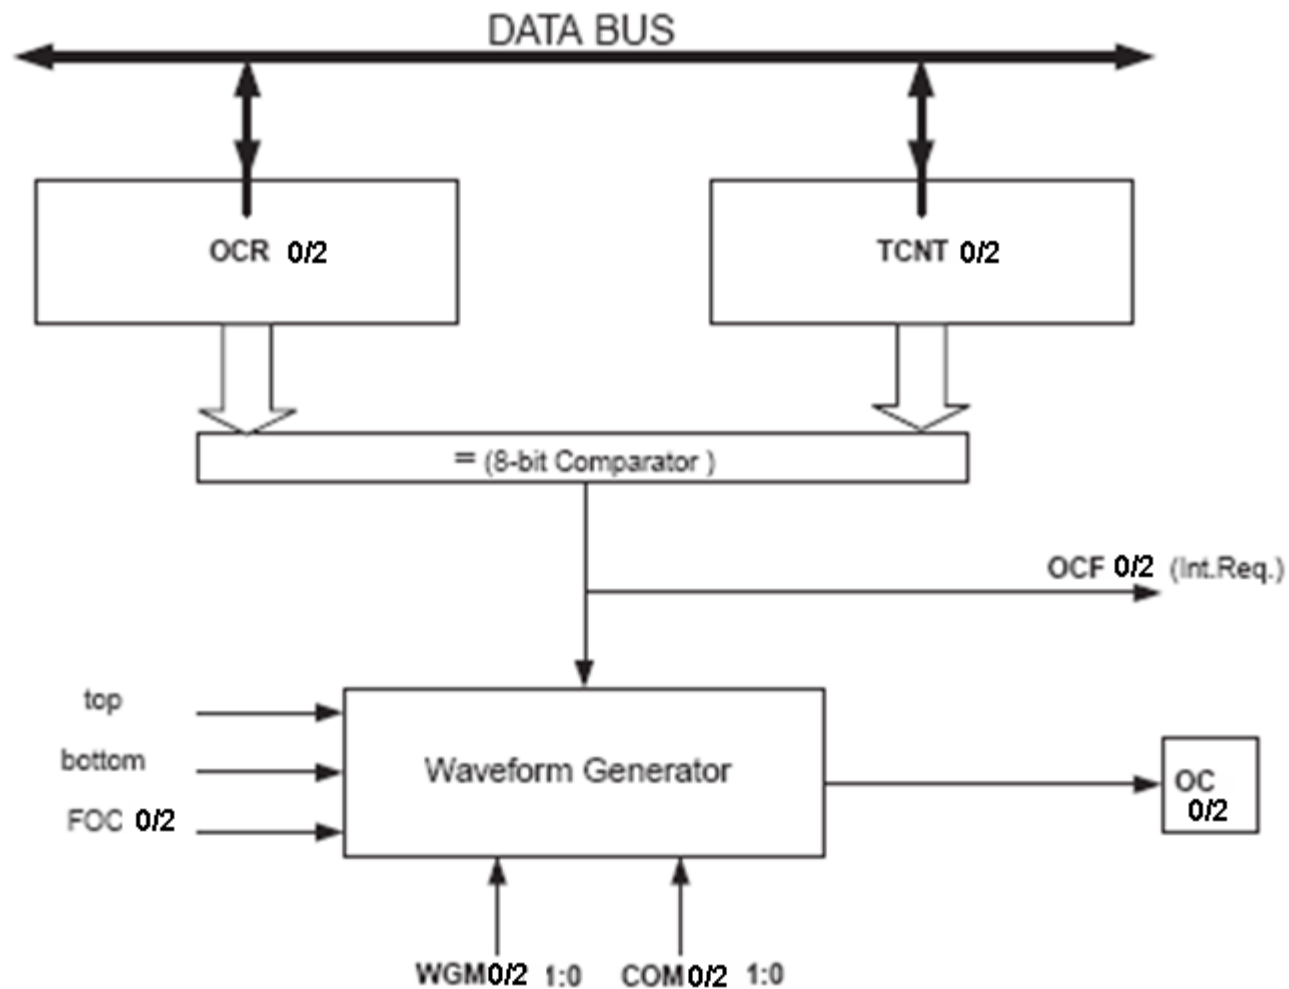 DATA BUS
OCR 0/2
TCNT 0/2
= (8-bit Comparator )
OCF 0/2 (Int.Req.)
top
bottom
FOC 0/2
Waveform Generator
OC
0/2
WGM0/2 1:0 COM0/2 1:0